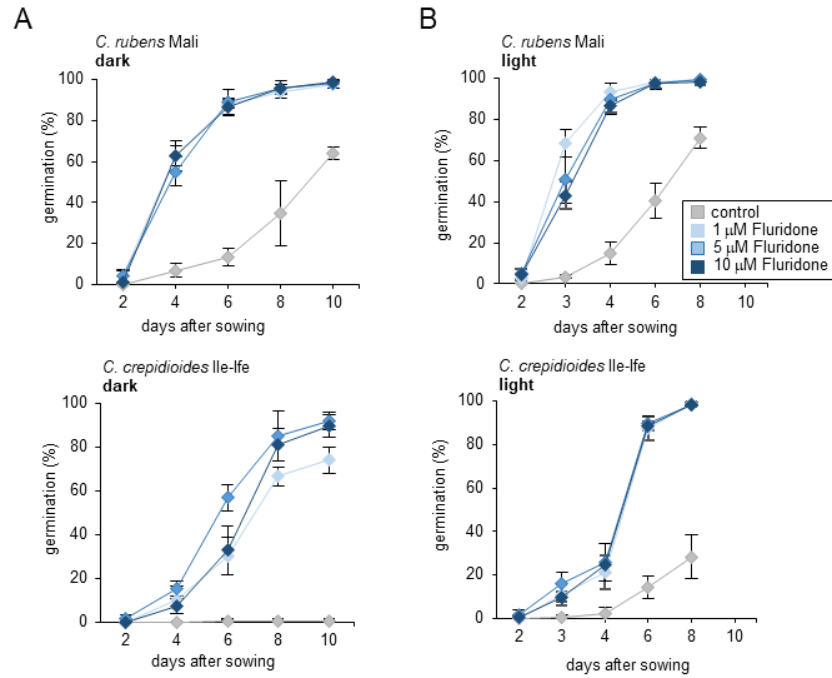 A
C. rubens Mali
dark
germination (%)
100
80
60
40
20
0
2 4 6 8 10
days after sowing
B
C. rubens Mali
light
germination (%)
100
80
60
40
20
0
2 3 4 6 8 10
days after sowing
control
1 µM Fluridone
5 µM Fluridone
10 µM Fluridone
C. crepidioides Ile-Ife
dark
germination (%)
100
80
60
40
20
0
2 4 6 8 10
days after sowing
C. crepidioides Ile-Ife
light
germination (%)
100
80
60
40
20
0
2 3 4 6 8 10
days after sowing